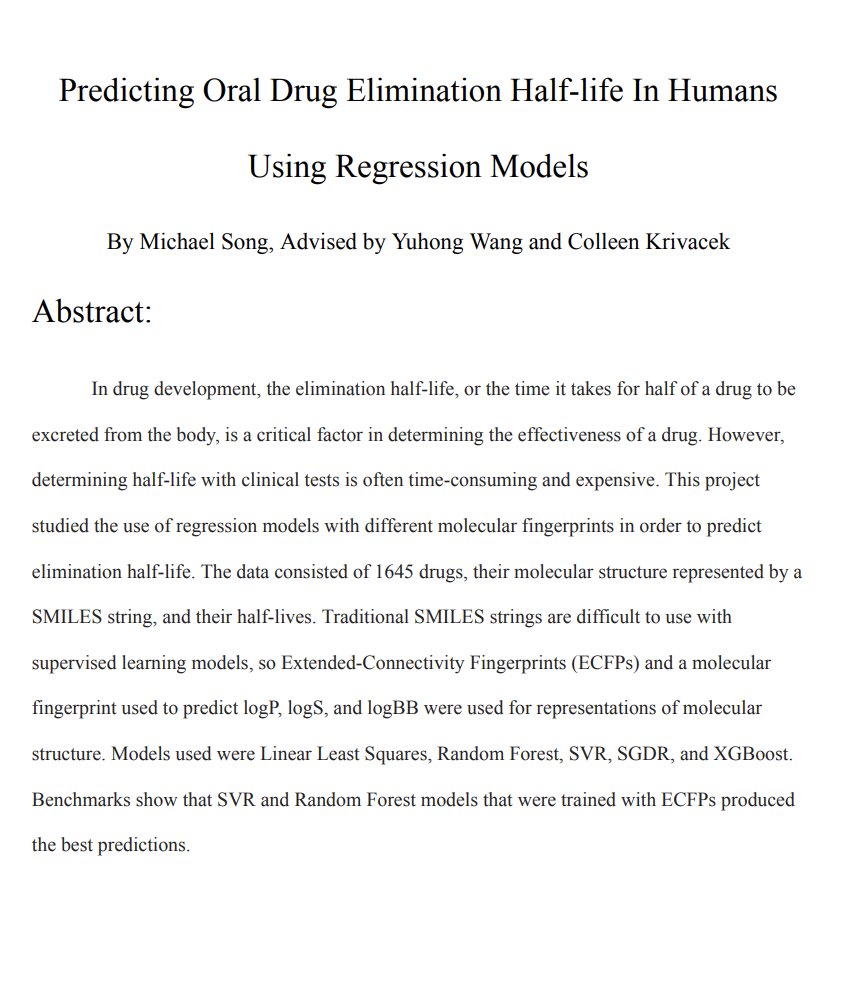 Predicting Oral Drug Elimination Half-life In Humans
Using Regression Models
By Michael Song, Advised by Yuhong Wang and Colleen Krivacek
Abstract:
In drug development, the elimination half-life, or the time it takes for half of a drug to be
excreted from the body, is a critical factor in determining the effectiveness of a drug. However,
determining half-life with clinical tests is often time-consuming and expensive. This project
studied the use of regression models with different molecular fingerprints in order to predict
elimination half-life. The data consisted of 1645 drugs, their molecular structure represented by a
SMILES string, and their half-lives. Traditional SMILES strings are difficult to use with
supervised learning models, so Extended-Connectivity Fingerprints (ECFPs) and a molecular
fingerprint used to predict logP, logS, and logBB were used for representations of molecular
structure. Models used were Linear Least Squares, Random Forest, SVR, SGDR, and XGBoost.
Benchmarks show that SVR and Random Forest models that were trained with ECFPs produced
the best predictions.